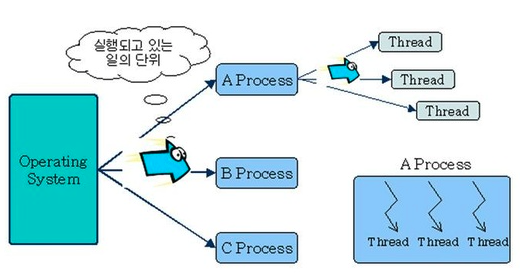 실행되고 있는
일의 단위
Operating
System
A Process
B Process
C Process
Thread
Thread
Thread
A Process
Thread Thread Thread